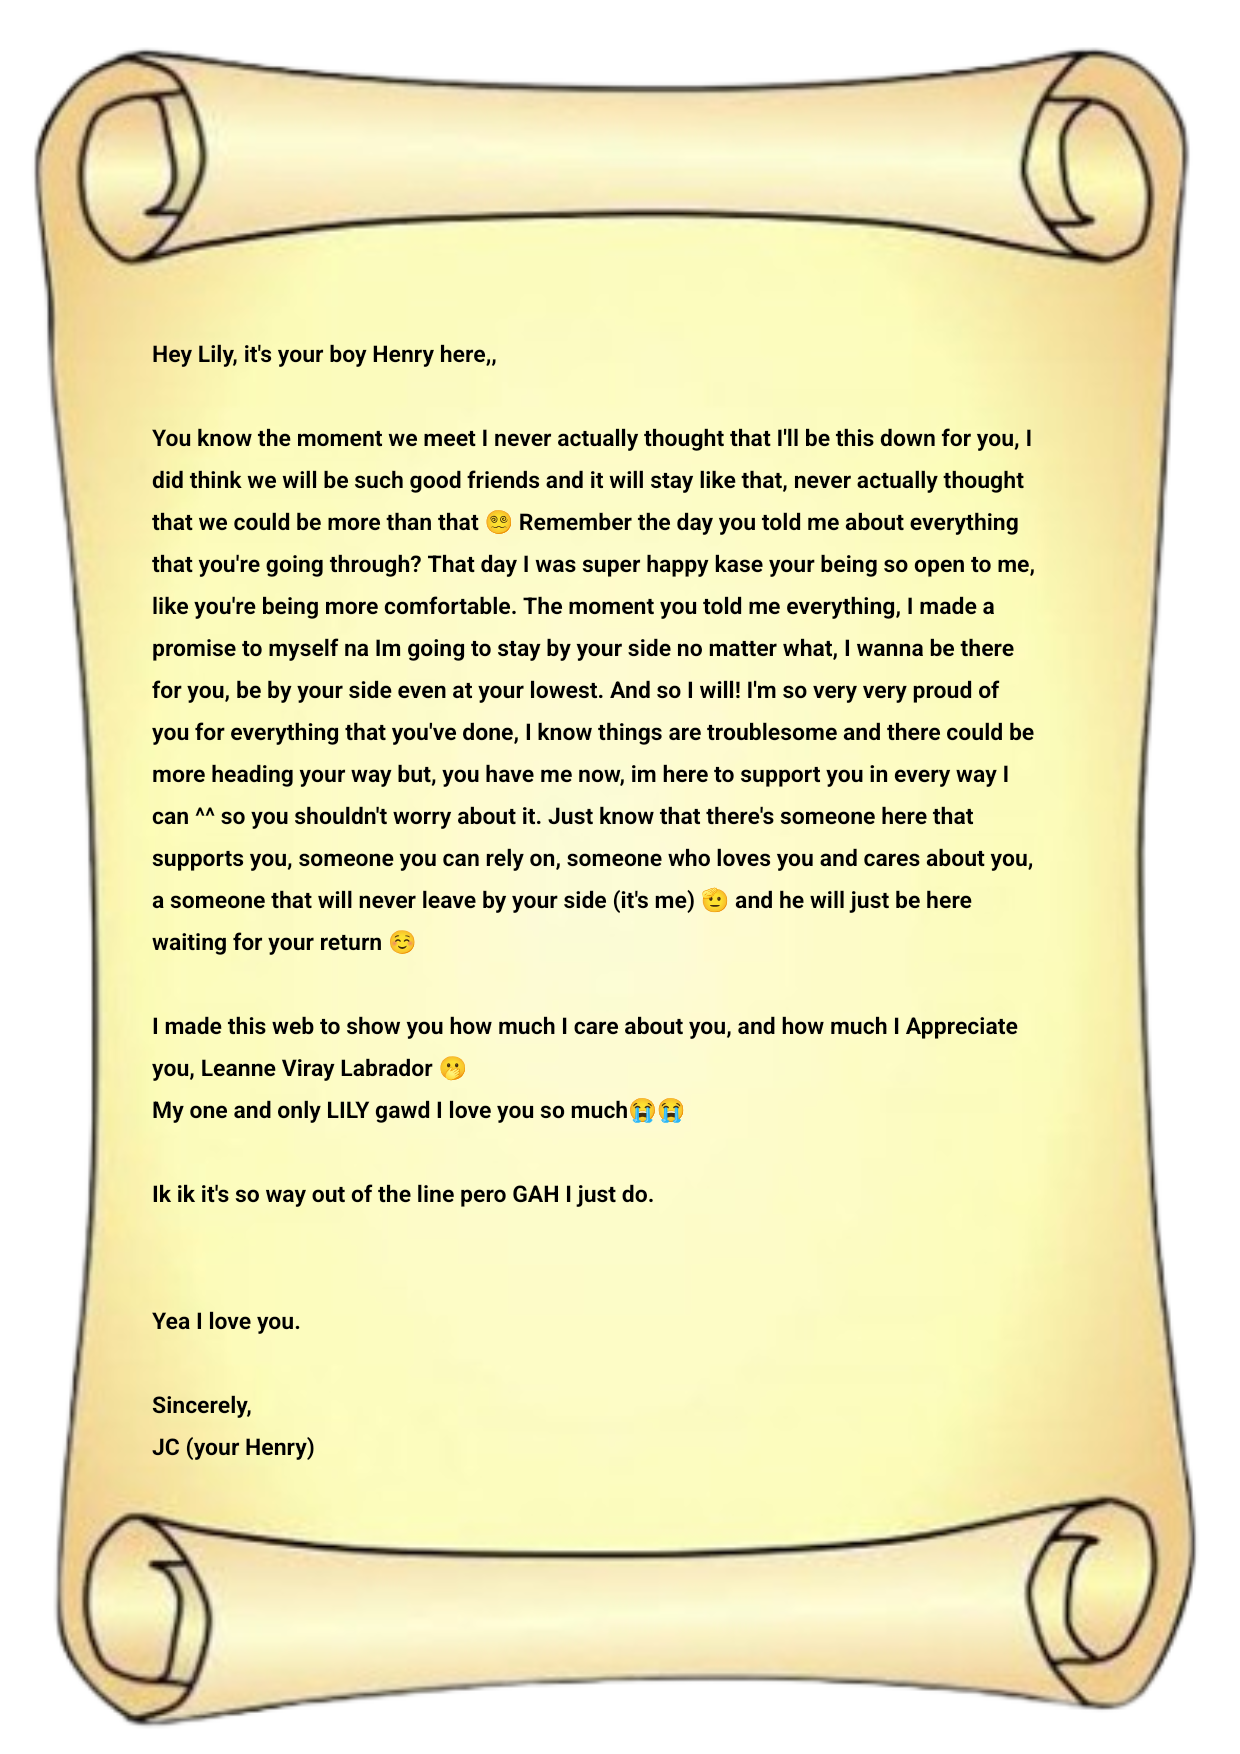 Hey Lily, it's your boy Henry here,,
You know the moment we meet I never actually thought that I'll be this down for you, I
did think we will be such good friends and it will stay like that, never actually thought
that we could be more than that 😵‍💫 Remember the day you told me about everything
that you're going through? That day I was super happy kase your being so open to me,
like you're being more comfortable. The moment you told me everything, I made a
promise to myself na Im going to stay by your side no matter what, I wanna be there
for you, be by your side even at your lowest. And so I will! I'm so very very proud of
you for everything that you've done, I know things are troublesome and there could be
more heading your way but, you have me now, im here to support you in every way I
can ^^ so you shouldn't worry about it. Just know that there's someone here that
supports you, someone you can rely on, someone who loves you and cares about you,
a someone that will never leave by your side (it's me) 🫡 and he will just be here
waiting for your return ☺️
I made this web to show you how much I care about you, and how much I Appreciate
you, Leanne Viray Labrador 🫢
My one and only LILY gawd I love you so much😭😭
Ik ik it's so way out of the line pero GAH I just do.
Yea I love you.
Sincerely,
JC (your Henry)